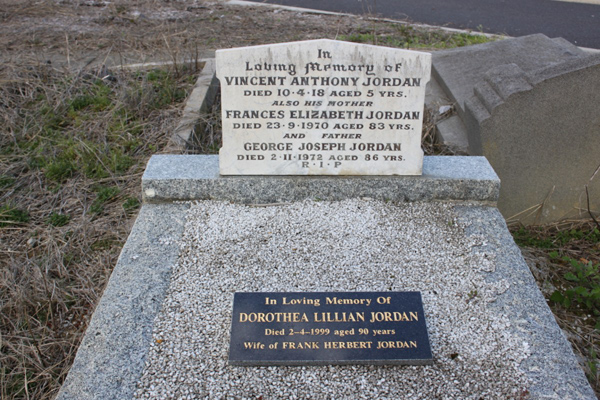 In
Loving Memory of
VINCENT ANTHONY JORDAN
DIED 10·4·18 AGED 5 YRS.
ALSO HIS MOTHER
FRANCES ELIZABETH JORDAN
DIED 23·9·1970 AGED 83 YRS.
AND FATHER
GEORGE JOSEPH JORDAN
DIED 2·11·1972 AGED 86 YRS.
R·I·P
In Loving Memory Of
DOROTHEA LILLIAN JORDAN
Died 2-4-1999 aged 90 years
Wife of FRANK HERBERT JORDAN